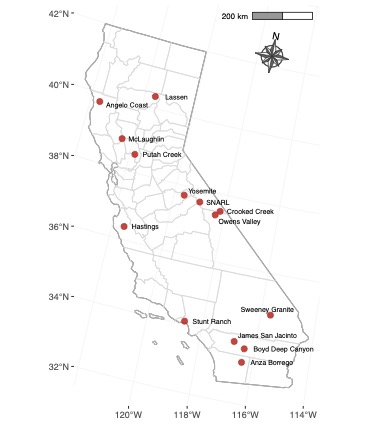 42°N
200 km
N
40°N
Lassen
Angelo Coast
McLaughlin
38°N
Putah Creek
Yosemite
SNARL
Crooked Creek
Owens Valley
36°N
Hastings
34°N
Sweeney Granite
Stunt Ranch
James San Jacinto
Boyd Deep Canyon
32°N
Anza Borrego
120°W 118°W 116°W 114°W